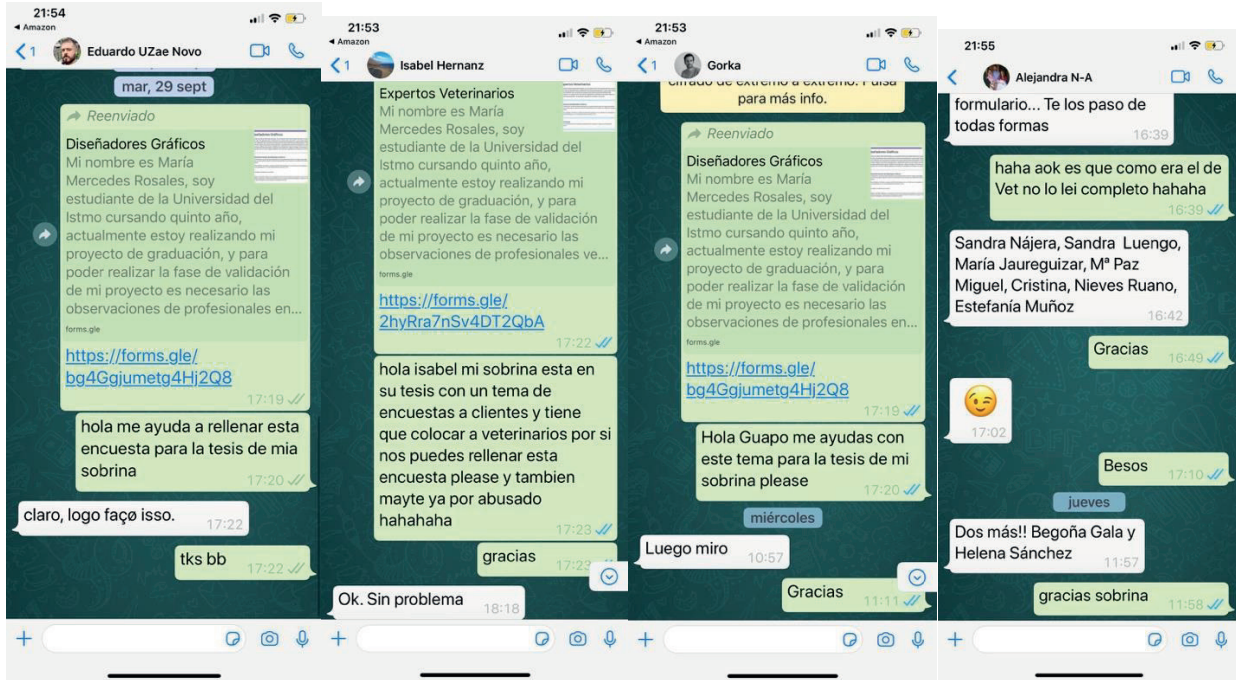 21:54
◄ Amazon
1
Eduardo UZae Novo
mar, 29 sept
Reenviado
Diseñadores Gráficos
Mi nombre es María
Mercedes Rosales, soy
estudiante de la Universidad del
Istmo cursando quinto año,
actualmente estoy realizando mi
proyecto de graduación, y para
poder realizar la fase de validación
de mi proyecto es necesario las
observaciones de profesionales en...
forms.gle
https://forms.gle/
bg4Ggjumetg4Hj2Q8
17:19
hola me ayuda a rellenar esta
encuesta para la tesis de mia
sobrina
17:20
claro, logo façø isso.
17:22
tks bb
17:22
21:53
◄ Amazon
1
Isabel Hernanz
Expertos Veterinarios
Mi nombre es María
Mercedes Rosales, soy
estudiante de la Universidad del
Istmo cursando quinto año,
actualmente estoy realizando mi
proyecto de graduación, y para
poder realizar la fase de validación
de mi proyecto es necesario las
observaciones de profesionales ve...
forms.gle
https://forms.gle/
2hyRra7nSv4DT2QbA
17:22
hola isabel mi sobrina esta en
su tesis con un tema de
encuestas a clientes y tiene
que colocar a veterinarios por si
nos puedes rellenar esta
encuesta please y tambien
mayte ya por abusado
hahahaha
17:23
gracias
17:23
Ok. Sin problema
18:18
21:53
◄ Amazon
1
Gorka
cifrado de extremo a extremo. Pulsa
para más info.
Reenviado
Diseñadores Gráficos
Mi nombre es María
Mercedes Rosales, soy
estudiante de la Universidad del
Istmo cursando quinto año,
actualmente estoy realizando mi
proyecto de graduación, y para
poder realizar la fase de validación
de mi proyecto es necesario las
observaciones de profesionales en...
forms.gle
https://forms.gle/
bg4Ggjumetg4Hj2Q8
17:19
Hola Guapo me ayudas con
este tema para la tesis de mi
sobrina please
17:20
miércoles
Luego miro
10:57
Gracias
11:11
21:55
Alejandra N-A
formulario... Te los paso de
todas formas
16:39
haha aok es que como era el de
Vet no lo lei completo hahaha
16:39
Sandra Nájera, Sandra Luengo,
María Jaureguizar, Mª Paz
Miguel, Cristina, Nieves Ruano,
Estefanía Muñoz
16:42
Gracias
16:49
😉
17:02
Besos
17:10
jueves
Dos más!! Begoña Gala y
Helena Sánchez
11:57
gracias sobrina
11:58